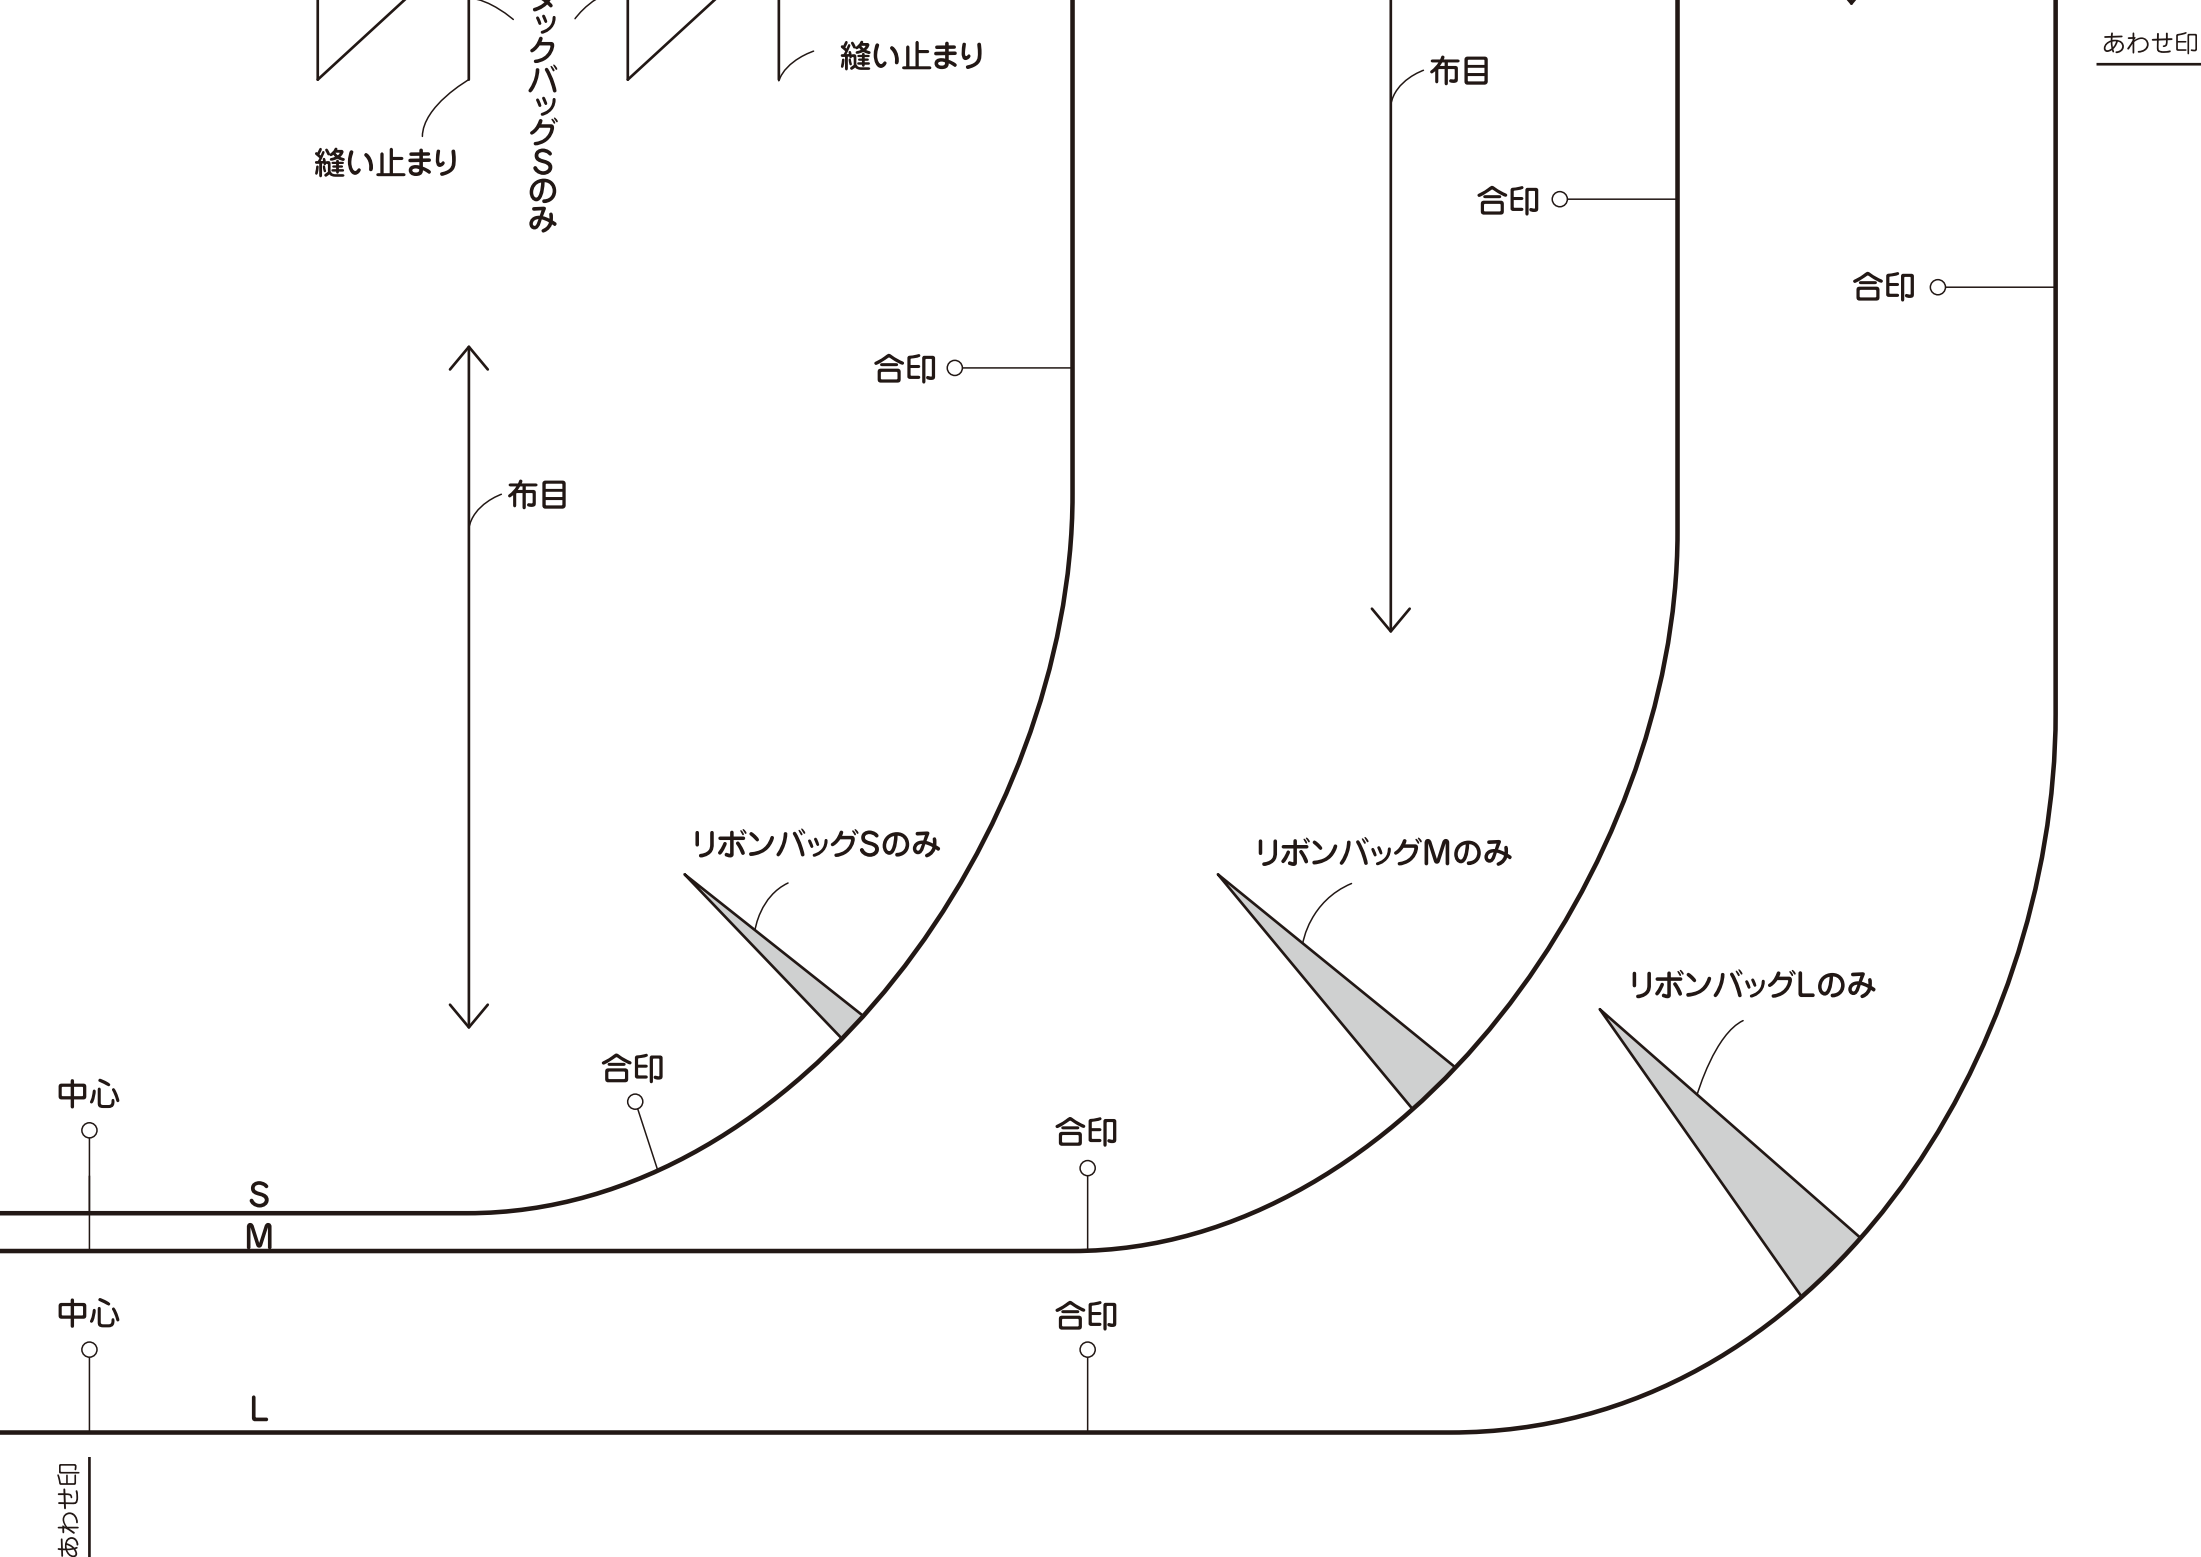 ックバッグSのみ
縫い止まり
縫い止まり
布目
あわせ印
合印
合印
合印
布目
リボンバッグSのみ
リボンバッグMのみ
リボンバッグLのみ
合印
中心
合印
S
M
中心
合印
L
あわせ印